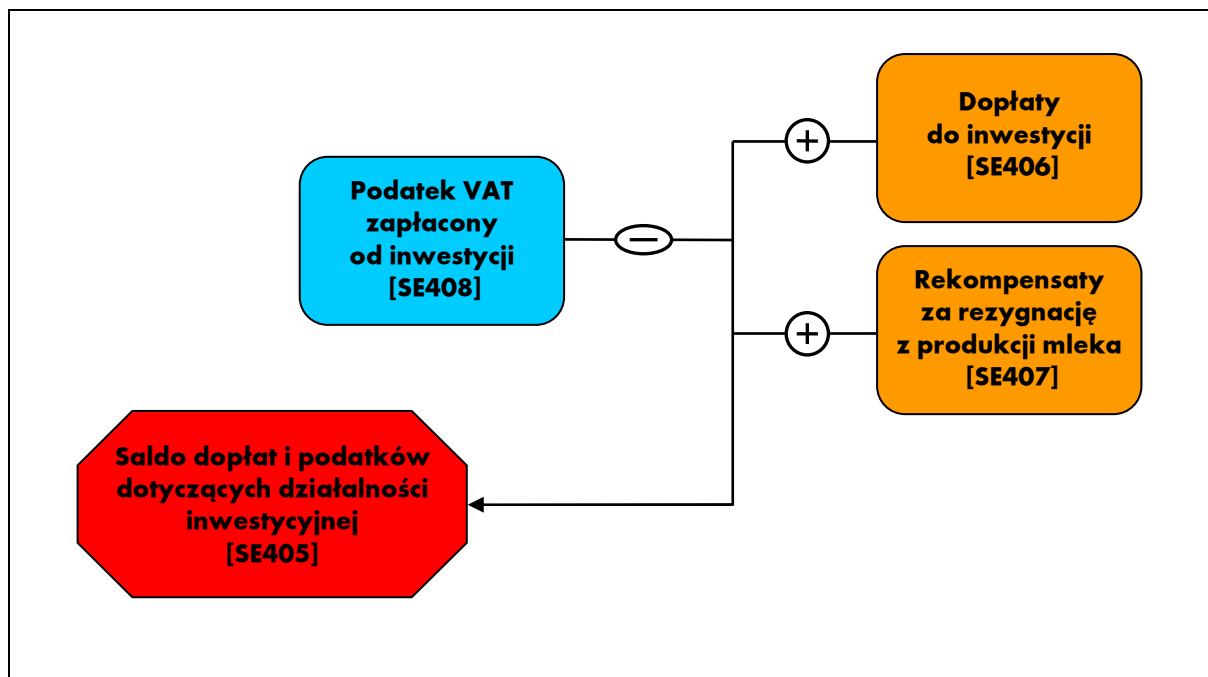 Dopłaty
do inwestycji
[SE406]
+
Podatek VAT
zapłacony
od inwestycji
[SE408]
−
Rekompensaty
za rezygnację
z produkcji mleka
[SE407]
+
Saldo dopłat i podatków
dotyczących działalności
inwestycyjnej
[SE405]